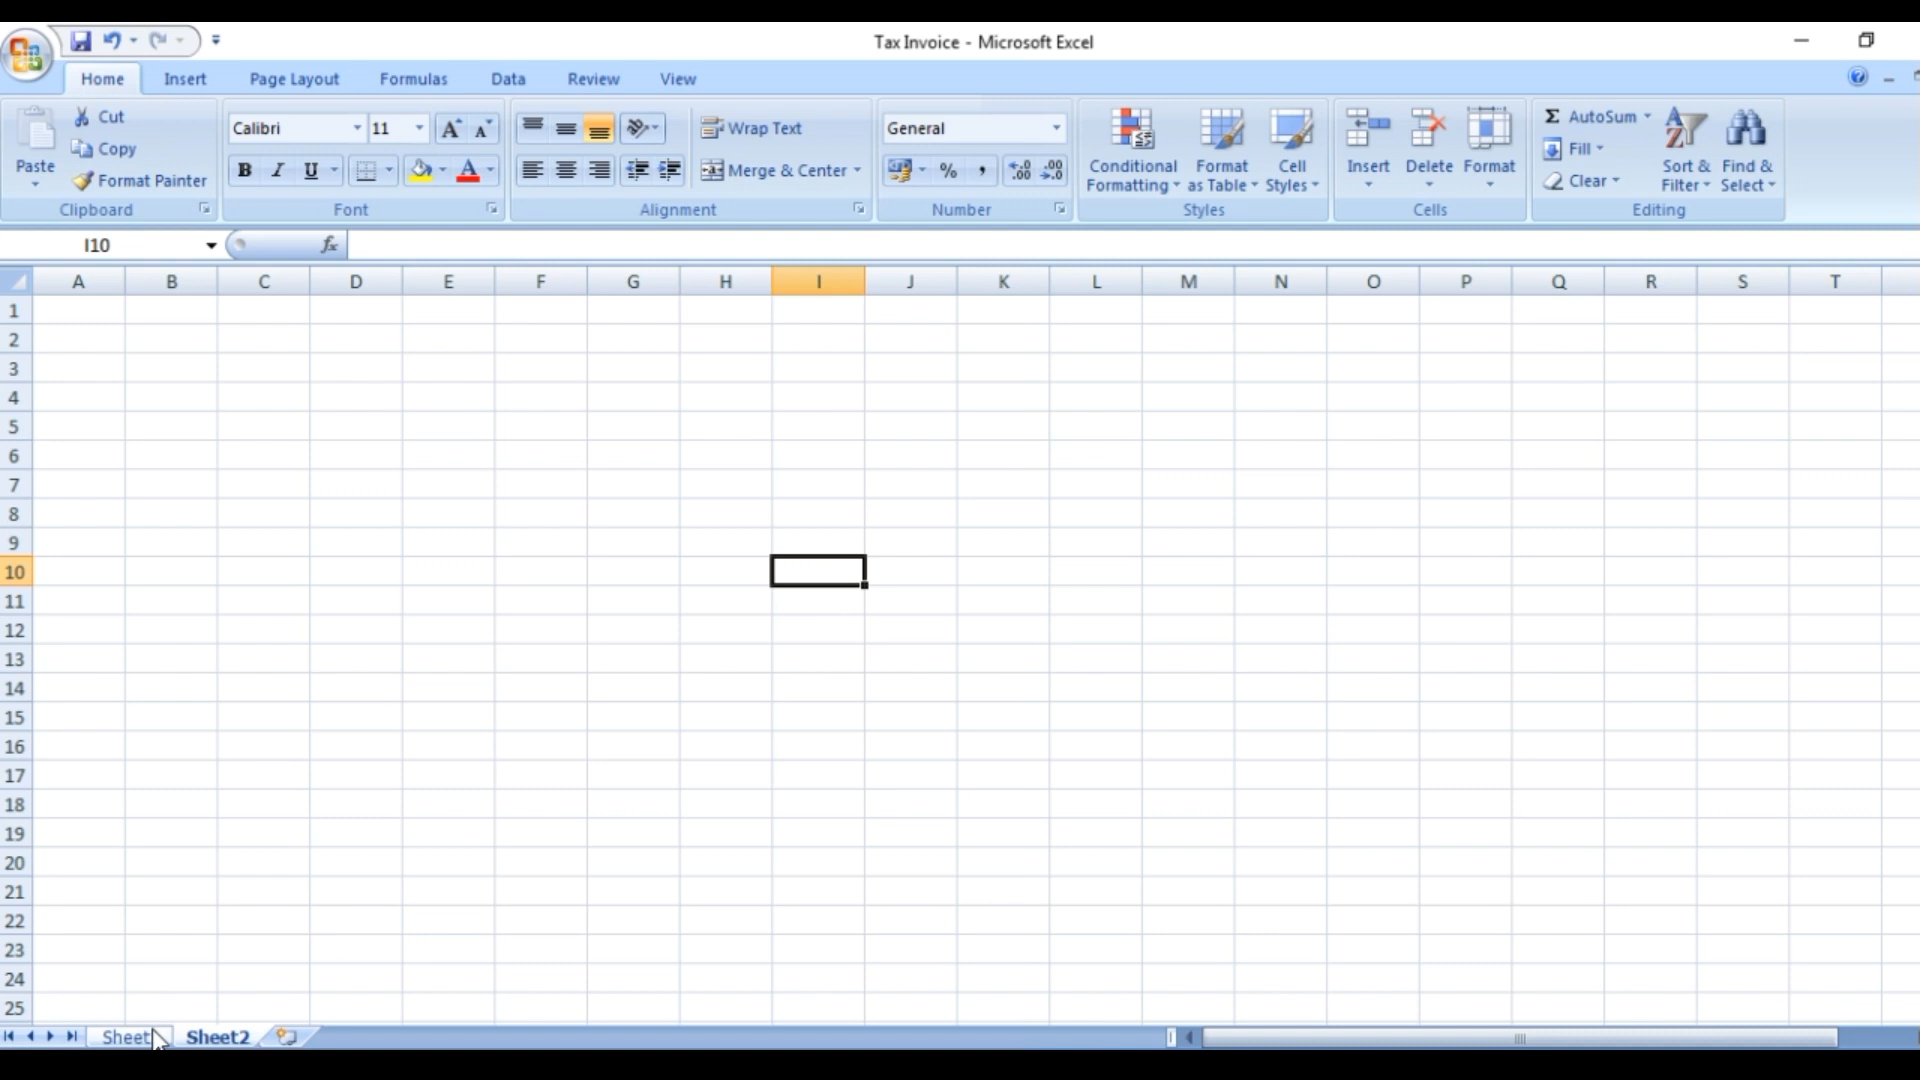 Tax Invoice - Microsoft Excel
Home Insert Page Layout Formulas Data Review View
Paste
Cut
Copy
Format Painter
Clipboard
Calibri 11
B I U
Font
Wrap Text
Merge & Center
Alignment
General
% ,
Number
Conditional Formatting
Format as Table
Cell Styles
Styles
Insert Delete Format
Cells
Σ AutoSum
Fill
Clear
Sort & Filter
Find & Select
Editing
I10 fx
A B C D E F G H I J K L M N O P Q R S T
1
2
3
4
5
6
7
8
9
10
11
12
13
14
15
16
17
18
19
20
21
22
23
24
25
Sheet Sheet2